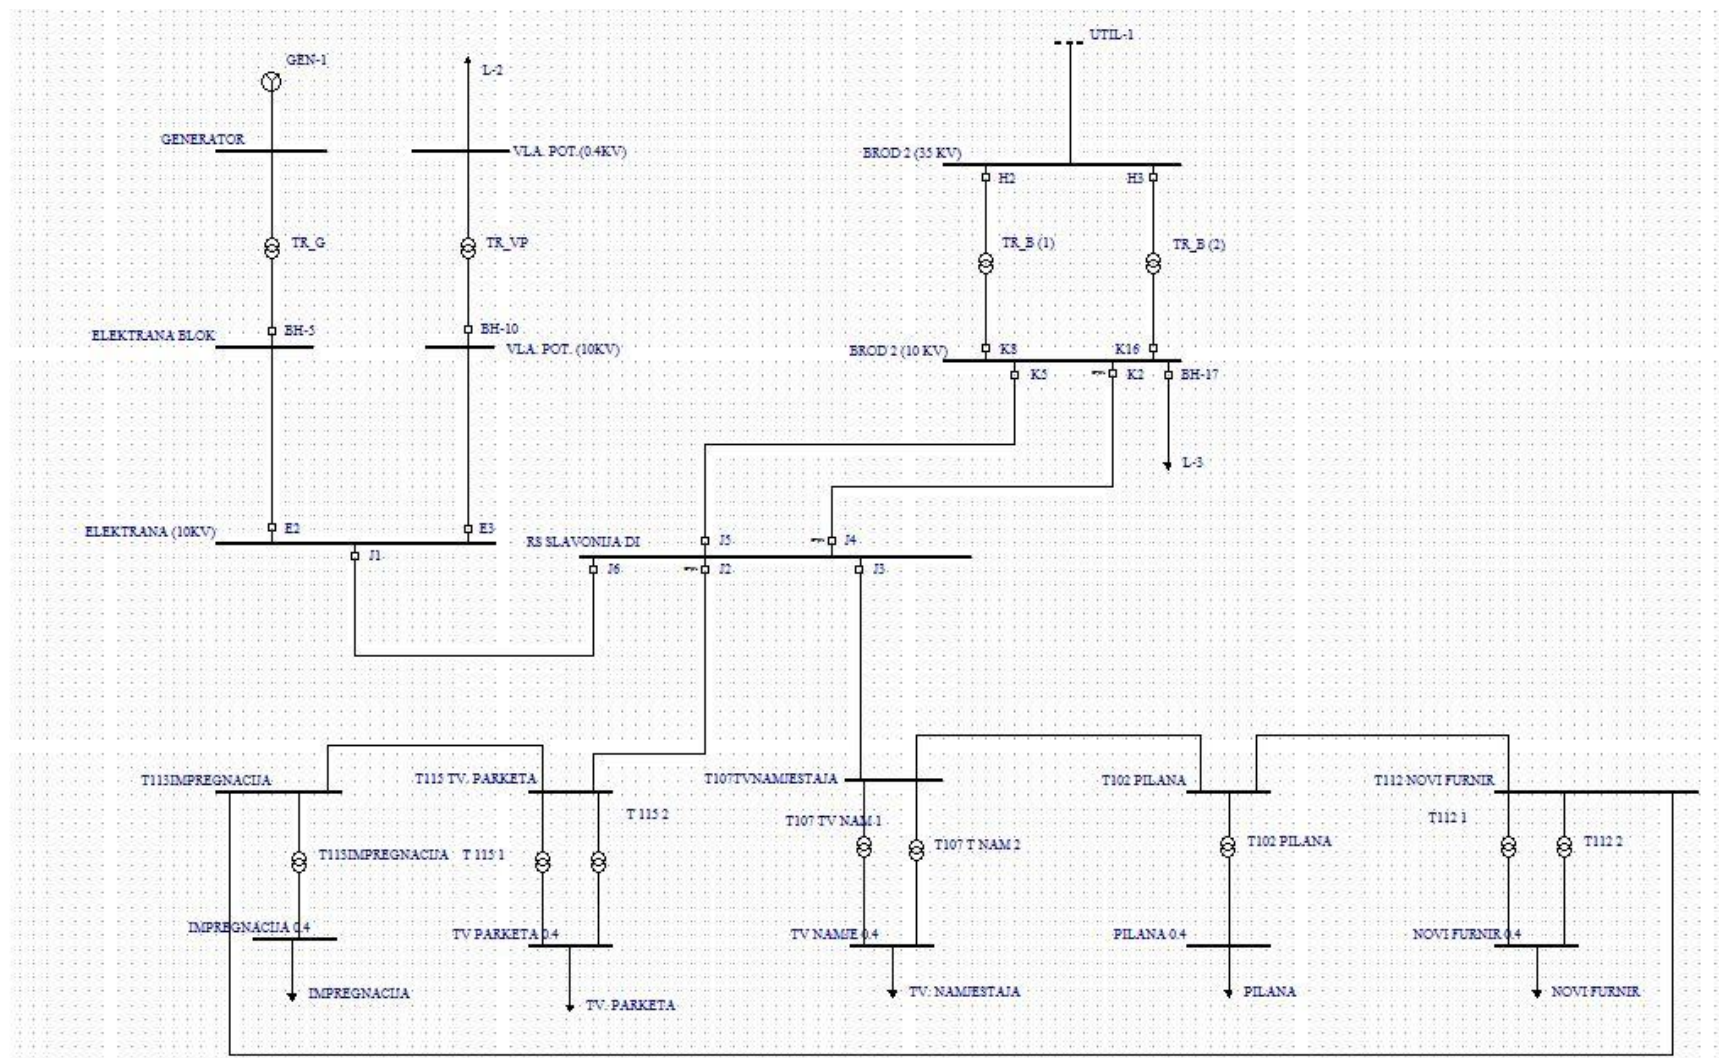 UTIL-1
GEN-1
L-2
GENERATOR
VLA. POT.(0.4KV)
BROD 2 (35 KV)
H2
H3
TR_G
TR_VP
TR_B (1)
TR_B (2)
ELEKTRANA BLOK
BH-5
BH-10
VLA. POT. (10KV)
BROD 2 (10 KV)
K8
K16
K5
K2
BH-17
L-3
ELEKTRANA (10KV)
E2
E3
RS SLAVONIJA DI
J5
J4
J1
J6
J2
J3
T113IMPREGNACIJA
T115 TV. PARKETA
T107TVNAMJESTAJA
T102 PILANA
T112 NOVI FURNIR
T 115 2
T107 TV NAM 1
T112 1
T113IMPREGNACIJA
T 115 1
T107 T NAM 2
T102 PILANA
T112 2
IMPREGNACIJA 0.4
TV PARKETA 0.4
TV NAMJE 0.4
PILANA 0.4
NOVI FURNIR 0.4
IMPREGNACIJA
TV. PARKETA
TV. NAMJESTAJA
PILANA
NOVI FURNIR